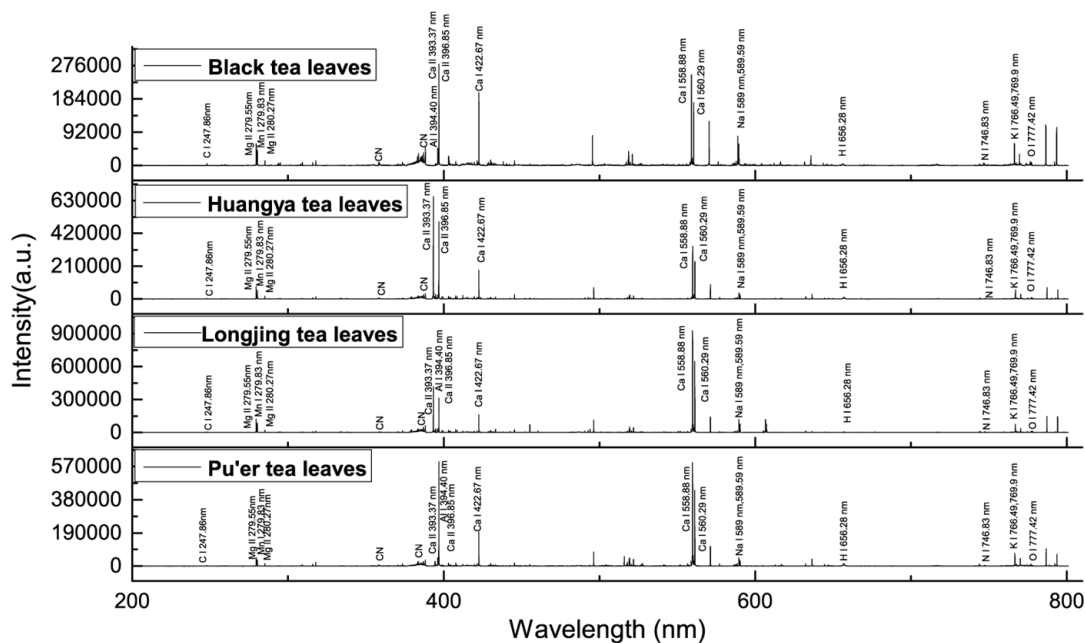 Intensity(a.u.)
Black tea leaves
276000
184000
92000
0
C I 247.86nm
Mg II 279.55nm
Mn I 279.83 nm
Mg II 280.27nm
CN
CN
Al I 394.40 nm
Ca II 393.37 nm
Ca II 396.85 nm
Ca I 422.67 nm
Ca I 558.88 nm
Ca I 560.29 nm
Na I 589 nm,589.59 nm
H I 656.28 nm
N I 746.83 nm
K I 766.49,769.9 nm
O I 777.42 nm
Huangya tea leaves
630000
420000
210000
0
C I 247.86nm
Mg II 279.55nm
Mn I 279.83 nm
Mg II 280.27nm
CN
CN
Ca II 393.37 nm
Ca II 396.85 nm
Ca I 422.67 nm
Ca I 558.88 nm
Ca I 560.29 nm
Na I 589 nm,589.59 nm
H I 656.28 nm
N I 746.83 nm
K I 766.49,769.9 nm
O I 777.42 nm
Longjing tea leaves
900000
600000
300000
0
C I 247.86nm
Mg II 279.55nm
Mn I 279.83 nm
Mg II 280.27nm
CN
CN
Ca II 393.37 nm
Al I 394.40 nm
Ca II 396.85 nm
Ca I 422.67 nm
Ca I 558.88 nm
Ca I 560.29 nm
Na I 589 nm,589.59 nm
H I 656.28 nm
N I 746.83 nm
K I 766.49,769.9 nm
O I 777.42 nm
Pu'er tea leaves
570000
380000
190000
0
C I 247.86nm
Mg II 279.55nm
Mn I 279.83 nm
Mg II 280.27nm
CN
CN
Ca II 393.37 nm
Al I 394.40 nm
Ca II 396.85 nm
Ca I 422.67 nm
Ca I 558.88 nm
Ca I 560.29 nm
Na I 589 nm,589.59 nm
H I 656.28 nm
N I 746.83 nm
K I 766.49,769.9 nm
O I 777.42 nm
200
400
600
800
Wavelength (nm)